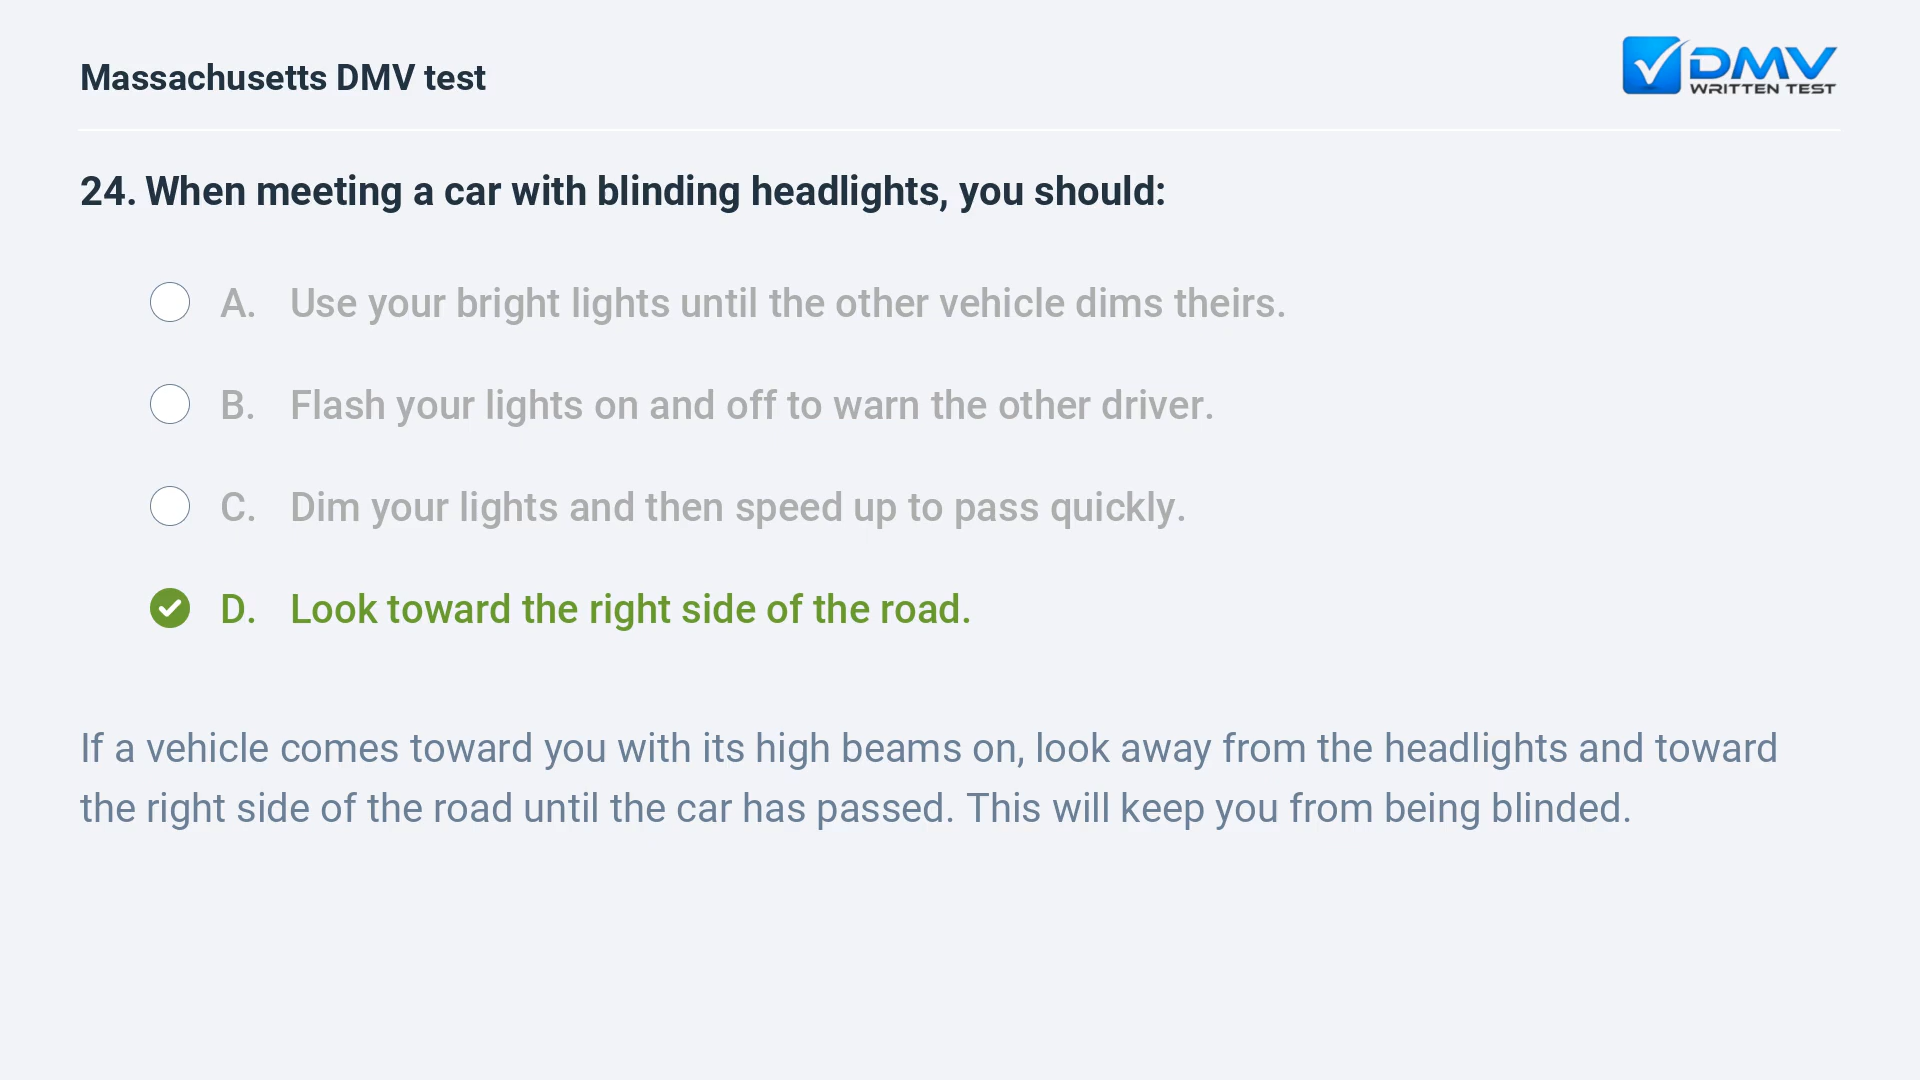 Massachusetts DMV test
DMV
WRITTEN TEST
24. When meeting a car with blinding headlights, you should:
A. Use your bright lights until the other vehicle dims theirs.
B. Flash your lights on and off to warn the other driver.
C. Dim your lights and then speed up to pass quickly.
D. Look toward the right side of the road.
If a vehicle comes toward you with its high beams on, look away from the headlights and toward
the right side of the road until the car has passed. This will keep you from being blinded.